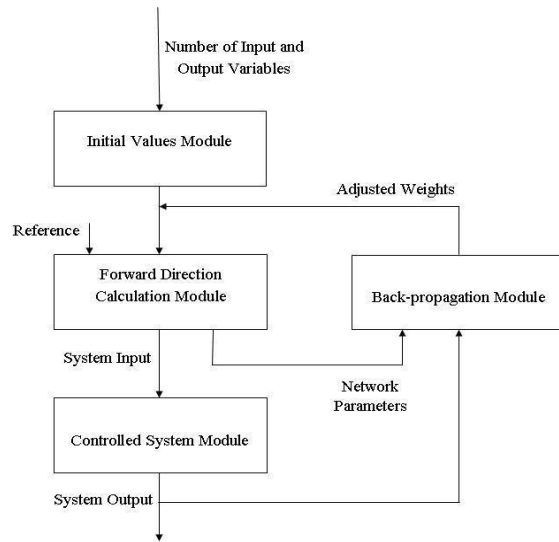 Number of Input and
Output Variables
Initial Values Module
Adjusted Weights
Reference
Forward Direction
Calculation Module
Back-propagation Module
System Input
Network
Parameters
Controlled System Module
System Output